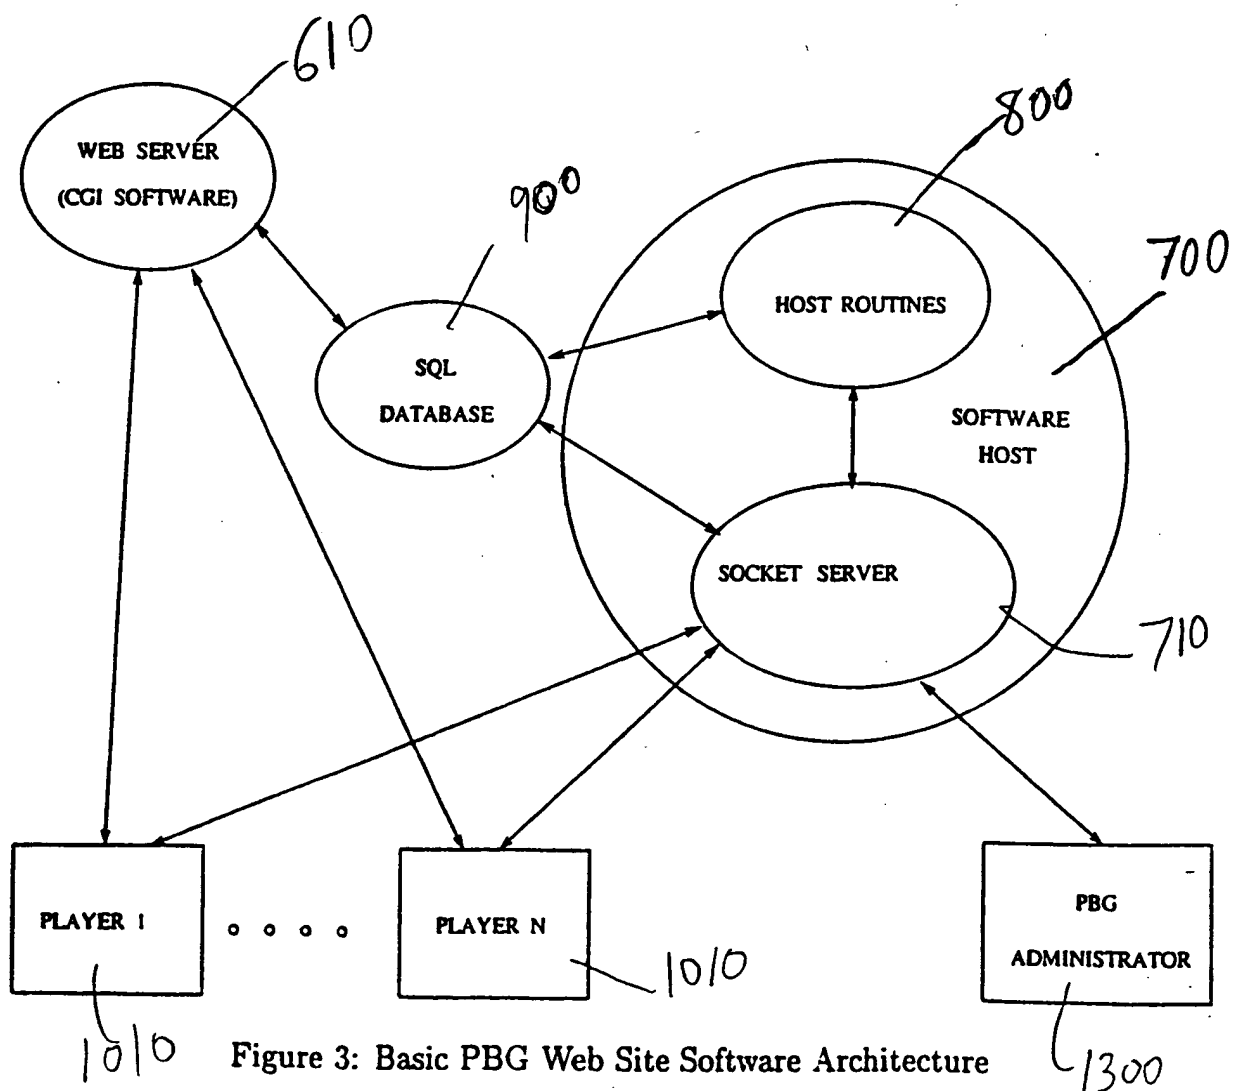 610
WEB SERVER
(CGI SOFTWARE)
800
900
700
HOST ROUTINES
SQL
DATABASE
SOFTWARE
HOST
SOCKET SERVER
710
PLAYER 1
PLAYER N
PBG
ADMINISTRATOR
1010
1010
1300
Figure 3: Basic PBG Web Site Software Architecture